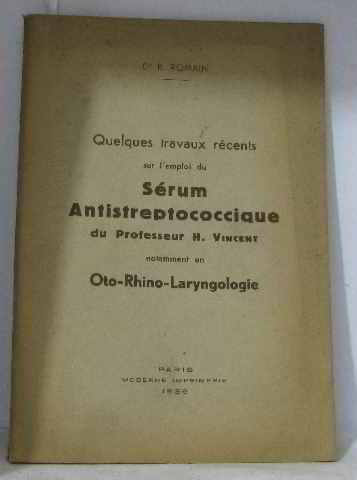 Dr R. ROMAIN
Quelques travaux récents
sur l'emploi du
Sérum
Antistreptococcique
du Professeur H. VINCENT
notamment en
Oto-Rhino-Laryngologie
PARIS
MODERNE IMPRIMERIE